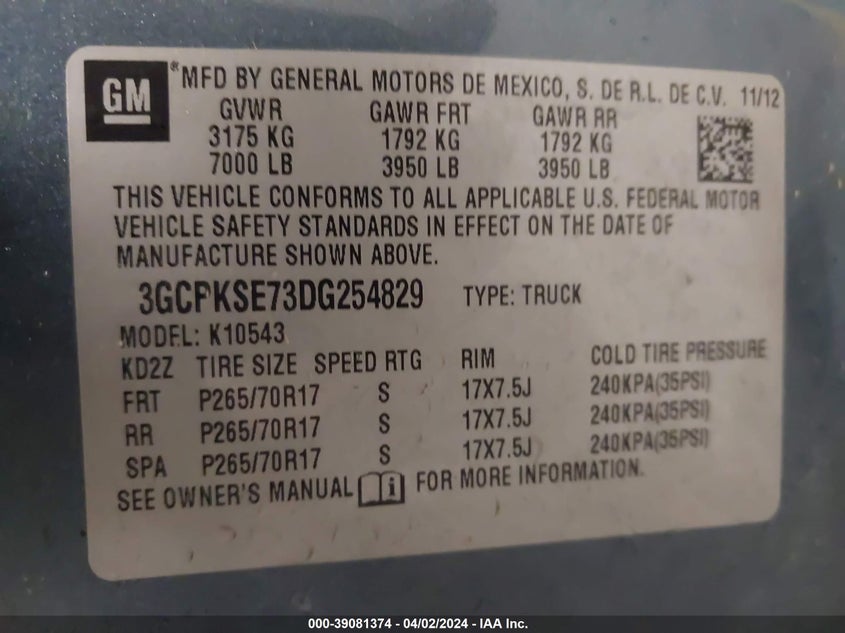 GM
®MFD BY GENERAL MOTORS DE MEXICO, S. DE R.L. DE C.V. 11/12
GVWR GAWR FRT GAWR RR
3175 KG 1792 KG 1792 KG
7000 LB 3950 LB 3950 LB
THIS VEHICLE CONFORMS TO ALL APPLICABLE U.S. FEDERAL MOTOR
VEHICLE SAFETY STANDARDS IN EFFECT ON THE DATE OF
MANUFACTURE SHOWN ABOVE.
3GCPKSE73DG254829 TYPE: TRUCK
MODEL: K10543
KD2Z TIRE SIZE SPEED RTG RIM COLD TIRE PRESSURE
FRT P265/70R17 S 17X7.5J 240KPA(35PSI)
RR P265/70R17 S 17X7.5J 240KPA(35PSI)
SPA P265/70R17 S 17X7.5J 240KPA(35PSI)
SEE OWNER'S MANUAL i FOR MORE INFORMATION.
000-39081374 - 04/02/2024 - IAA Inc.